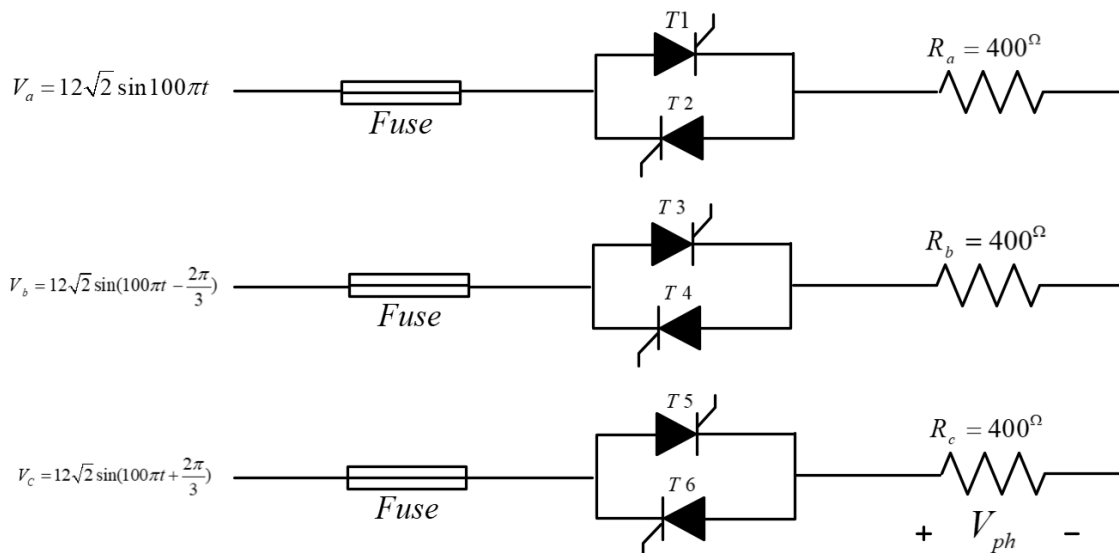 T1
V_a = 12√2 sin100πt
Fuse
T 2
R_a = 400^Ω
T 3
V_b = 12√2 sin(100πt − 2π/3)
Fuse
T 4
R_b = 400^Ω
T 5
V_C = 12√2 sin(100πt + 2π/3)
Fuse
T 6
R_c = 400^Ω
+ V_ph −